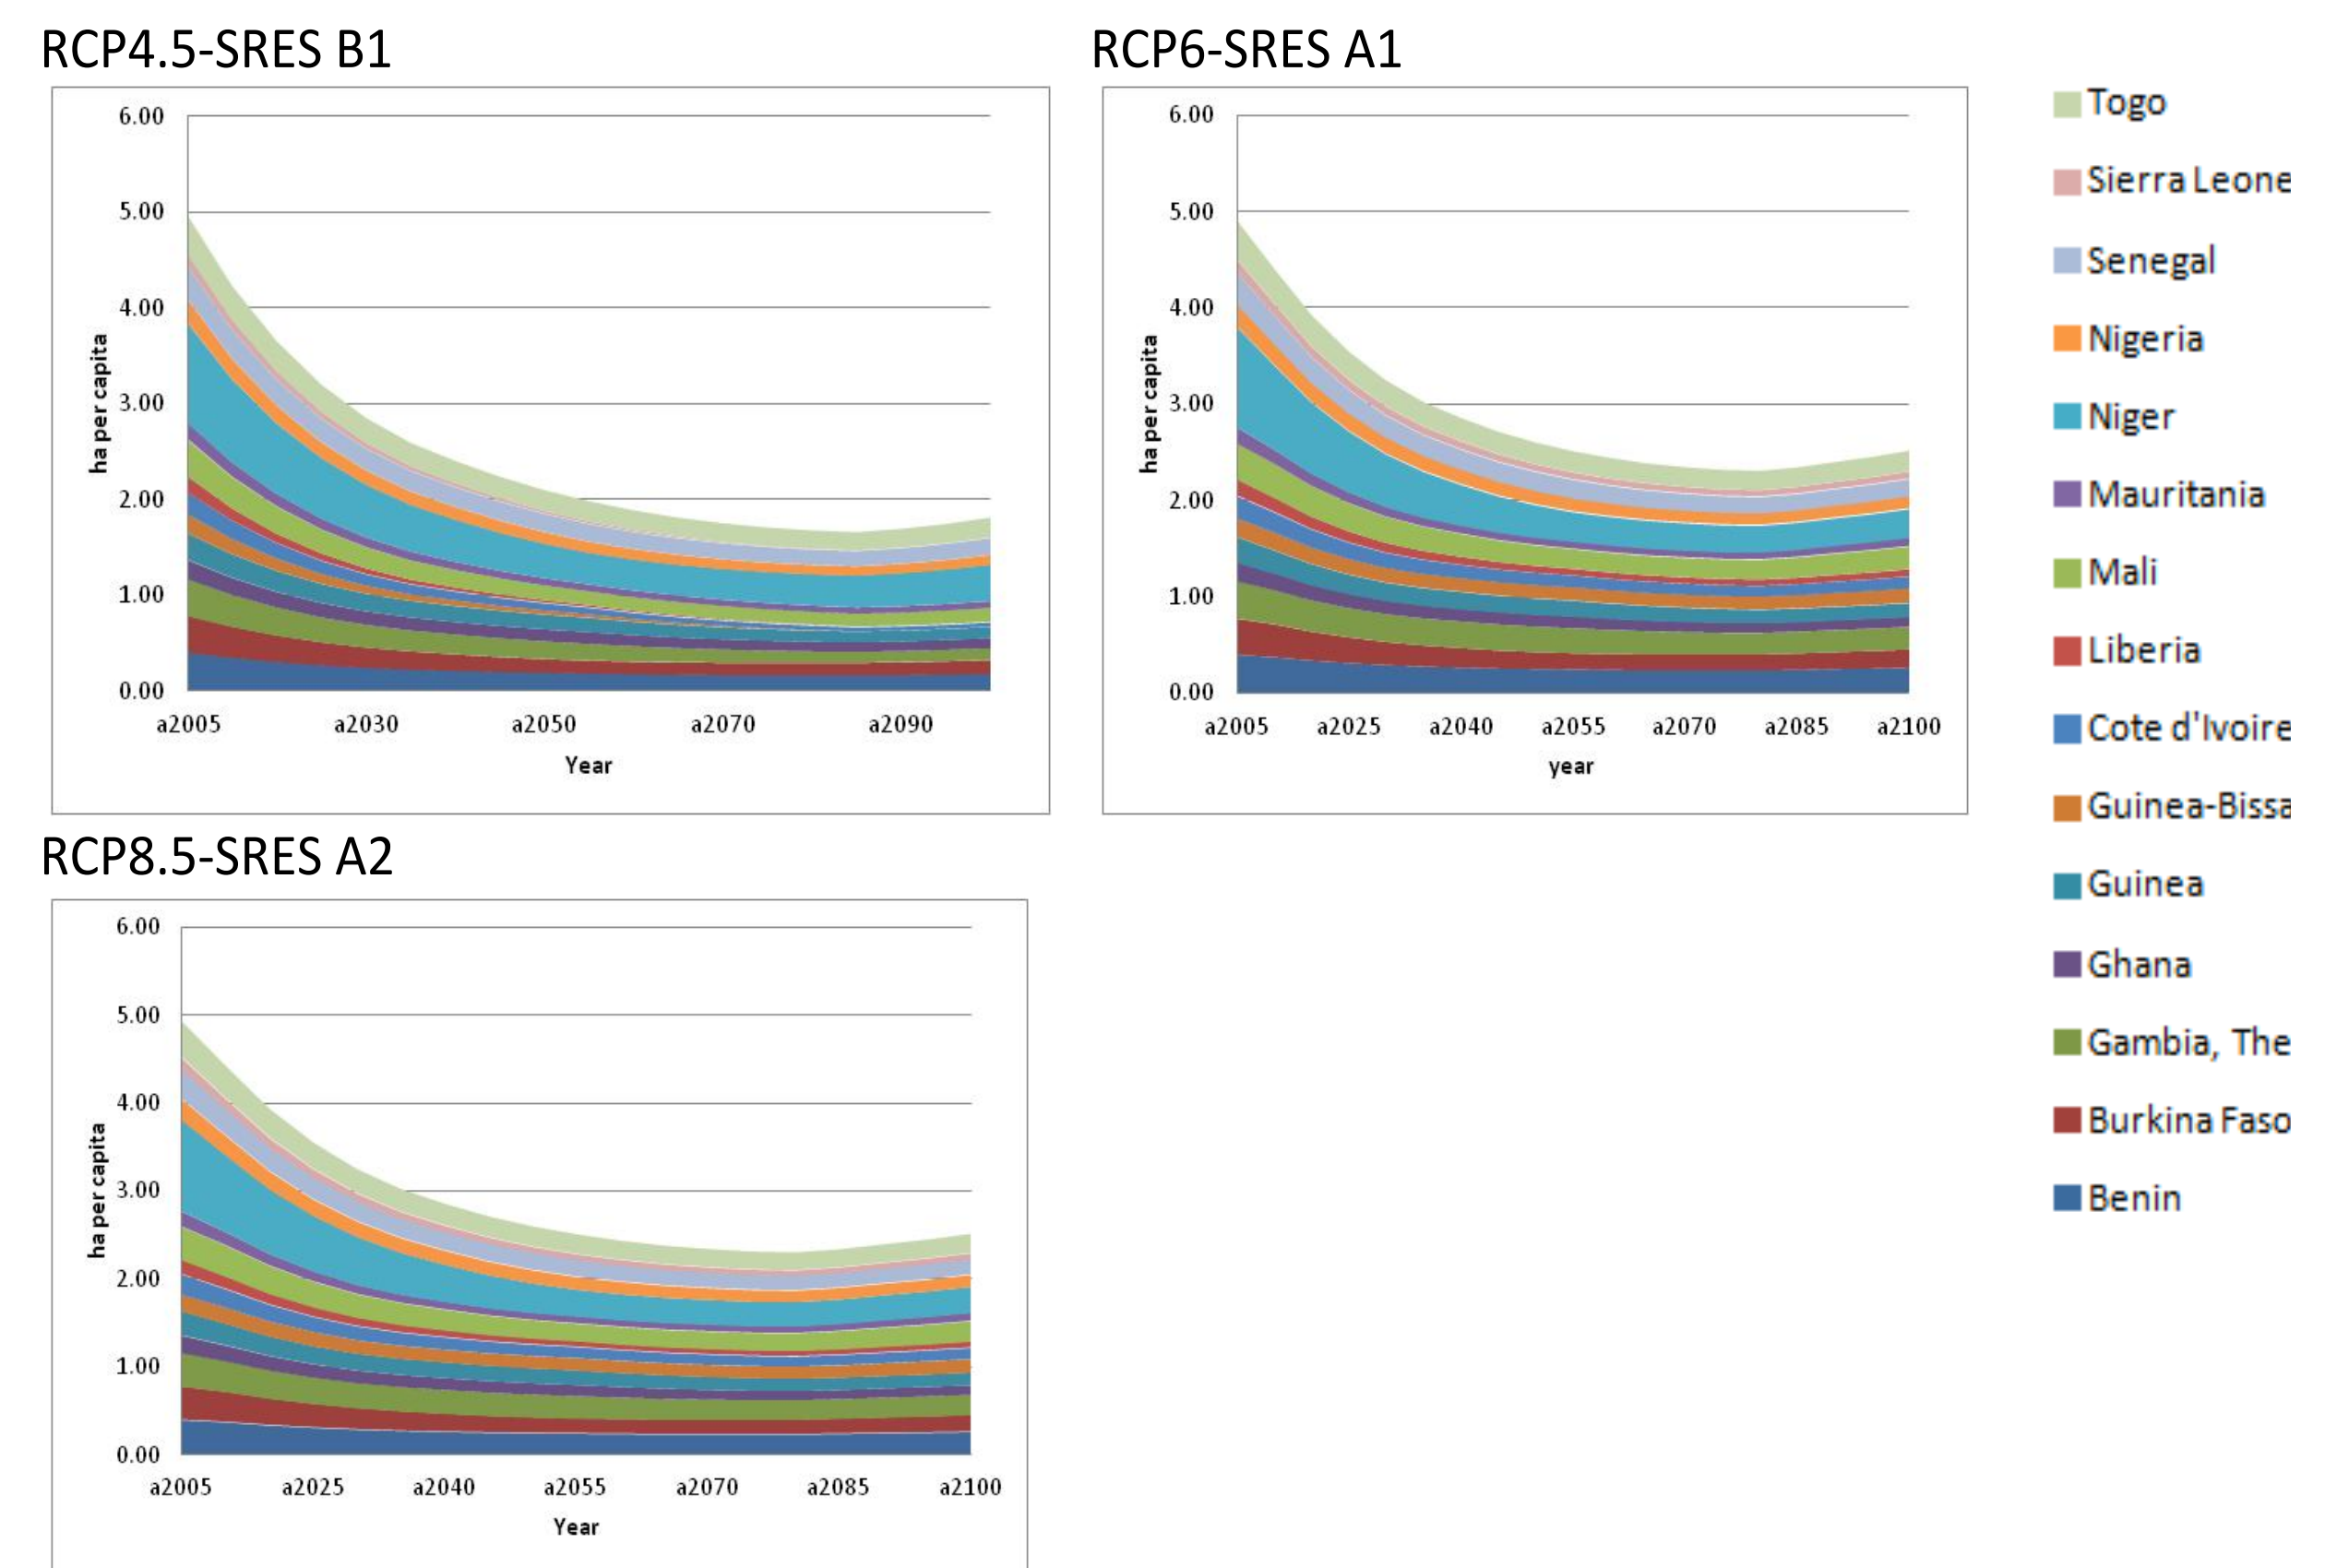 RCP4.5-SRES B1
6.00
5.00
4.00
3.00
2.00
1.00
0.00
ha per capita
a2005 a2030 a2050 a2070 a2090
Year
RCP6-SRES A1
6.00
5.00
4.00
3.00
2.00
1.00
0.00
ha per capita
a2005 a2025 a2040 a2055 a2070 a2085 a2100
year
RCP8.5-SRES A2
6.00
5.00
4.00
3.00
2.00
1.00
0.00
ha per capita
a2005 a2025 a2040 a2055 a2070 a2085 a2100
Year
Togo
Sierra Leone
Senegal
Nigeria
Niger
Mauritania
Mali
Liberia
Cote d'Ivoire
Guinea-Bissa
Guinea
Ghana
Gambia, The
Burkina Faso
Benin